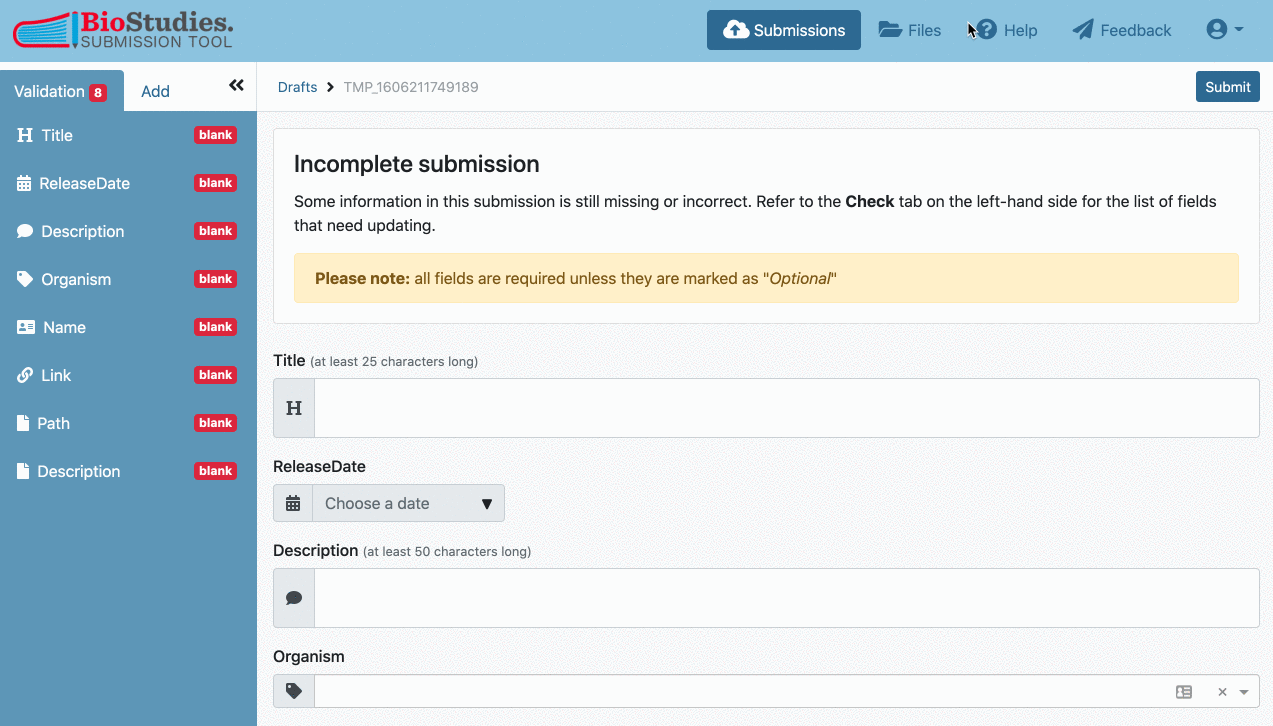 BioStudies.
SUBMISSION TOOL
Submissions
Files
Help
Feedback
Validation 8
Add
Drafts
TMP_1606211749189
Submit
Title blank
ReleaseDate blank
Description blank
Organism blank
Name blank
Link blank
Path blank
Description blank
Incomplete submission
Some information in this submission is still missing or incorrect. Refer to the Check tab on the left-hand side for the list of fields
that need updating.
Please note: all fields are required unless they are marked as "Optional"
Title (at least 25 characters long)
ReleaseDate
Choose a date
Description (at least 50 characters long)
Organism